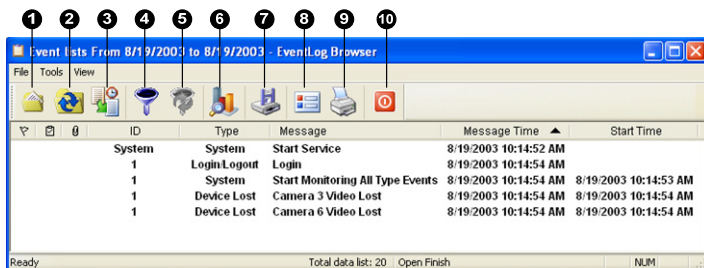 1 2 3 4 5 6 7 8 9 10
Event lists From 8/19/2003 to 8/19/2003 - EventLog Browser
File Tools View
ID Type Message Message Time Start Time
System System Start Service 8/19/2003 10:14:52 AM
1 Login/Logout Login 8/19/2003 10:14:54 AM
1 System Start Monitoring All Type Events 8/19/2003 10:14:54 AM 8/19/2003 10:14:53 AM
1 Device Lost Camera 3 Video Lost 8/19/2003 10:14:54 AM 8/19/2003 10:14:54 AM
1 Device Lost Camera 6 Video Lost 8/19/2003 10:14:54 AM 8/19/2003 10:14:54 AM
Ready Total data list: 20 Open Finish NUM